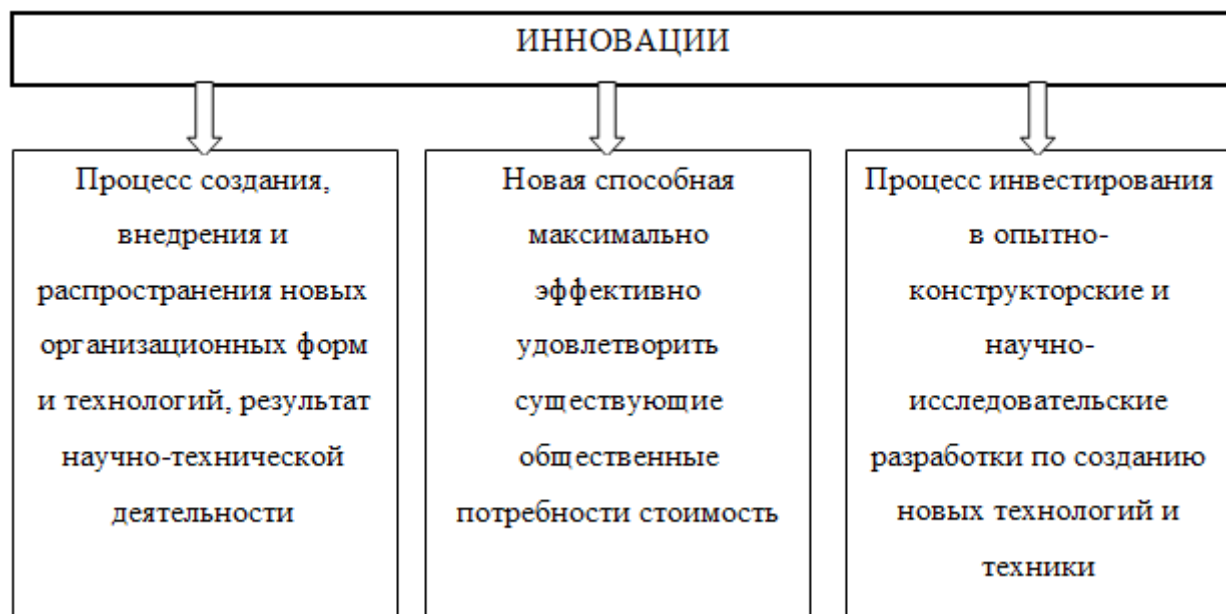 ИННОВАЦИИ
Процесс создания,
внедрения и
распространения новых
организационных форм
и технологий, результат
научно-технической
деятельности
Новая способная
максимально
эффективно
удовлетворить
существующие
общественные
потребности стоимость
Процесс инвестирования
в опытно-
конструкторские и
научно-
исследовательские
разработки по созданию
новых технологий и
техники